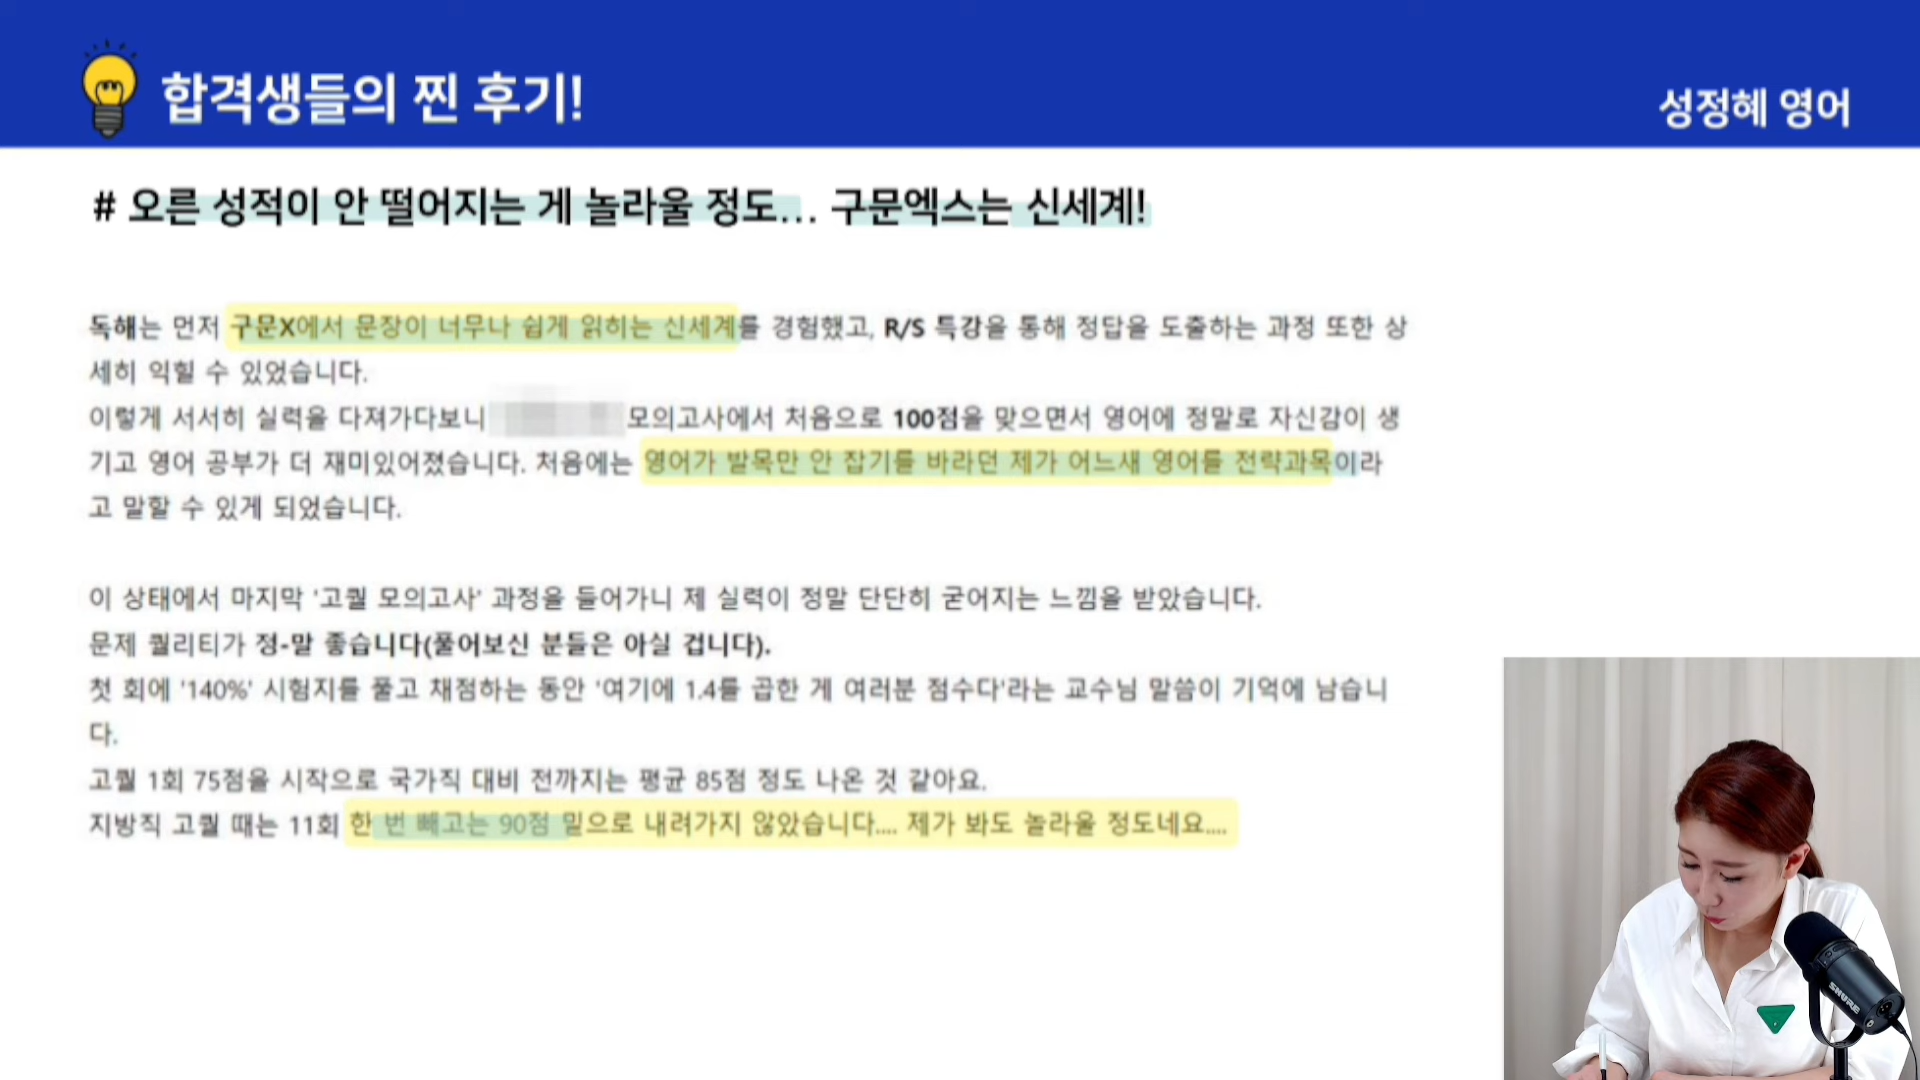 합격생들의 찐 후기!
성정혜 영어
# 오른 성적이 안 떨어지는 게 놀라울 정도... 구문엑스는 신세계!
독해는 먼저 구문X에서 문장이 너무나 쉽게 읽히는 신세계를 경험했고, R/S 특강을 통해 정답을 도출하는 과정 또한 상
세히 익힐 수 있었습니다.
이렇게 서서히 실력을 다져가다보니 모의고사에서 처음으로 100점을 맞으면서 영어에 정말로 자신감이 생
기고 영어 공부가 더 재미있어졌습니다. 처음에는 영어가 발목만 안 잡기를 바라던 제가 어느새 영어를 전략과목이라
고 말할 수 있게 되었습니다.
이 상태에서 마지막 '고퀄 모의고사' 과정을 들어가니 제 실력이 정말 단단히 굳어지는 느낌을 받았습니다.
문제 퀄리티가 정-말 좋습니다(풀어보신 분들은 아실 겁니다).
첫 회에 '140%' 시험지를 풀고 채점하는 동안 '여기에 1.4를 곱한 게 여러분 점수다'라는 교수님 말씀이 기억에 남습니
다.
고퀄 1회 75점을 시작으로 국가직 대비 전까지는 평균 85점 정도 나온 것 같아요.
지방직 고퀄 때는 11회 한 번 빼고는 90점 밑으로 내려가지 않았습니다.... 제가 봐도 놀라울 정도네요....
SHURE